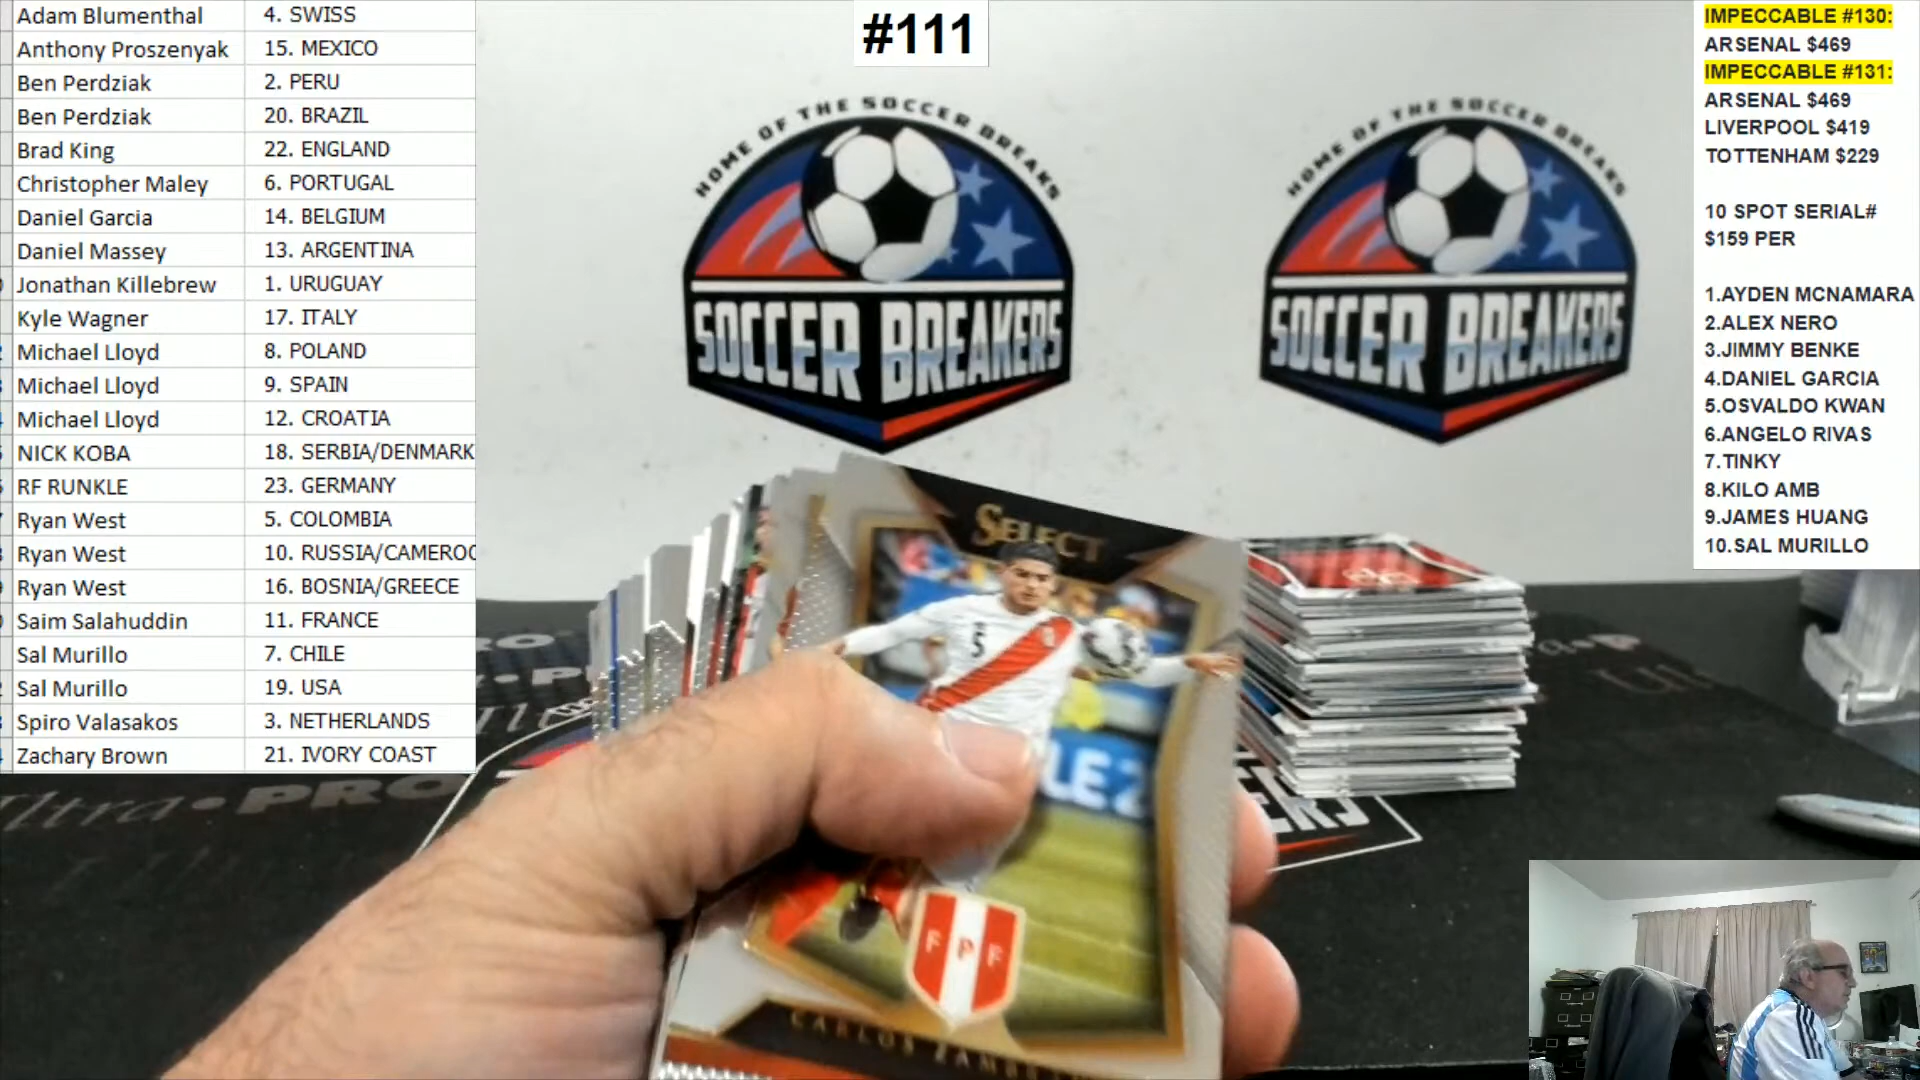 Adam Blumenthal 4. SWISS
Anthony Proszenyak 15. MEXICO
Ben Perdziak 2. PERU
Ben Perdziak 20. BRAZIL
Brad King 22. ENGLAND
Christopher Maley 6. PORTUGAL
Daniel Garcia 14. BELGIUM
Daniel Massey 13. ARGENTINA
Jonathan Killebrew 1. URUGUAY
Kyle Wagner 17. ITALY
Michael Lloyd 8. POLAND
Michael Lloyd 9. SPAIN
Michael Lloyd 12. CROATIA
NICK KOBA 18. SERBIA/DENMARK
RF RUNKLE 23. GERMANY
Ryan West 5. COLOMBIA
Ryan West 10. RUSSIA/CAMEROO
Ryan West 16. BOSNIA/GREECE
Saim Salahuddin 11. FRANCE
Sal Murillo 7. CHILE
Sal Murillo 19. USA
Spiro Valasakos 3. NETHERLANDS
Zachary Brown 21. IVORY COAST
#111
HOME OF THE SOCCER BREAKS
SOCCER BREAKERS
HOME OF THE SOCCER BREAKS
SOCCER BREAKERS
SELECT
5
LE 2
F P F
CARLOS
Ultra•PRO
IMPECCABLE #130:
ARSENAL $469
IMPECCABLE #131:
ARSENAL $469
LIVERPOOL $419
TOTTENHAM $229
10 SPOT SERIAL#
$159 PER
1.AYDEN MCNAMARA
2.ALEX NERO
3.JIMMY BENKE
4.DANIEL GARCIA
5.OSVALDO KWAN
6.ANGELO RIVAS
7.TINKY
8.KILO AMB
9.JAMES HUANG
10.SAL MURILLO